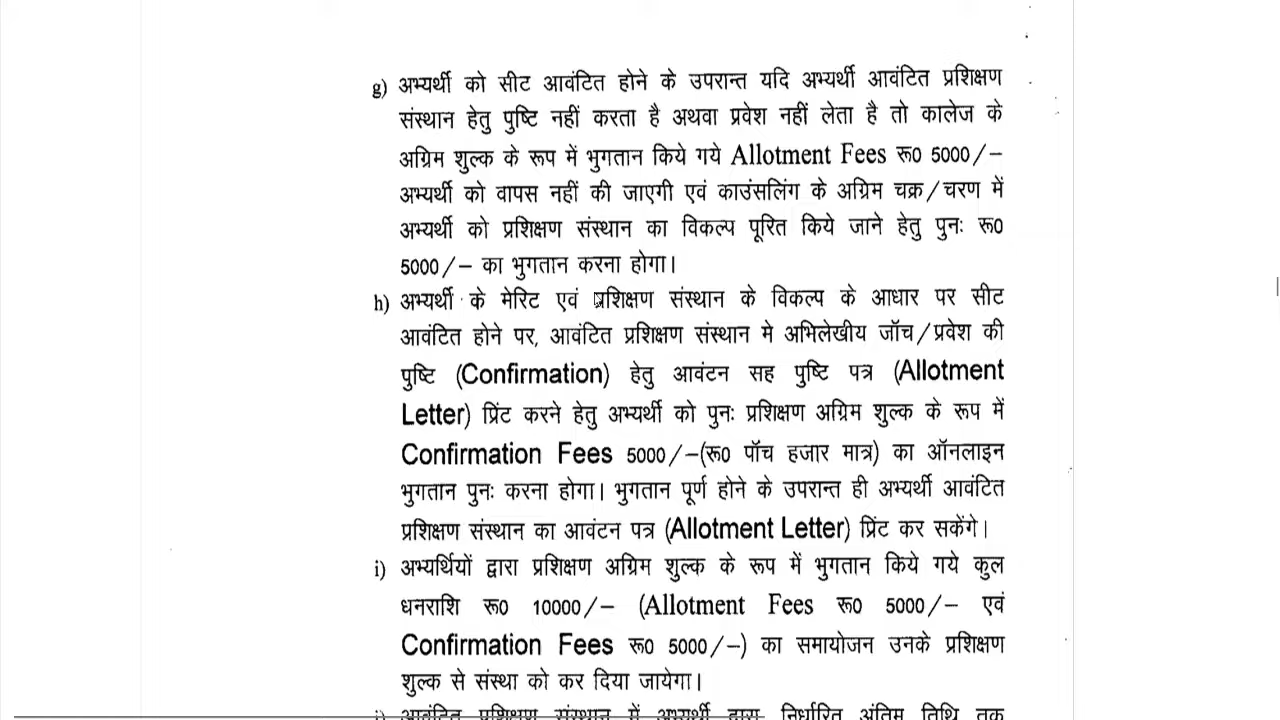 g) अभ्यर्थी को सीट आवंटित होने के उपरान्त यदि अभ्यर्थी आवंटित प्रशिक्षण
संस्थान हेतु पुष्टि नहीं करता है अथवा प्रवेश नहीं लेता है तो कालेज के
अग्रिम शुल्क के रूप में भुगतान किये गये Allotment Fees रू0 5000/–
अभ्यर्थी को वापस नहीं की जाएगी एवं काउंसलिंग के अग्रिम चक्र/चरण में
अभ्यर्थी को प्रशिक्षण संस्थान का विकल्प पूरित किये जाने हेतु पुनः रू0
5000/– का भुगतान करना होगा।
h) अभ्यर्थी के मेरिट एवं प्रशिक्षण संस्थान के विकल्प के आधार पर सीट
आवंटित होने पर, आवंटित प्रशिक्षण संस्थान मे अभिलेखीय जॉच/प्रवेश की
पुष्टि (Confirmation) हेतु आवंटन सह पुष्टि पत्र (Allotment
Letter) प्रिंट करने हेतु अभ्यर्थी को पुनः प्रशिक्षण अग्रिम शुल्क के रूप में
Confirmation Fees 5000/–(रू0 पॉच हजार मात्र) का ऑनलाइन
भुगतान पुनः करना होगा। भुगतान पूर्ण होने के उपरान्त ही अभ्यर्थी आवंटित
प्रशिक्षण संस्थान का आवंटन पत्र (Allotment Letter) प्रिंट कर सकेंगे।
i) अभ्यर्थियों द्वारा प्रशिक्षण अग्रिम शुल्क के रूप में भुगतान किये गये कुल
धनराशि रू0 10000/– (Allotment Fees रू0 5000/– एवं
Confirmation Fees रू0 5000/–) का समायोजन उनके प्रशिक्षण
शुल्क से संस्था को कर दिया जायेगा।
j) आवंटित प्रशिक्षण संस्थान में अभ्यर्थी द्वारा निर्धारित अंतिम तिथि तक